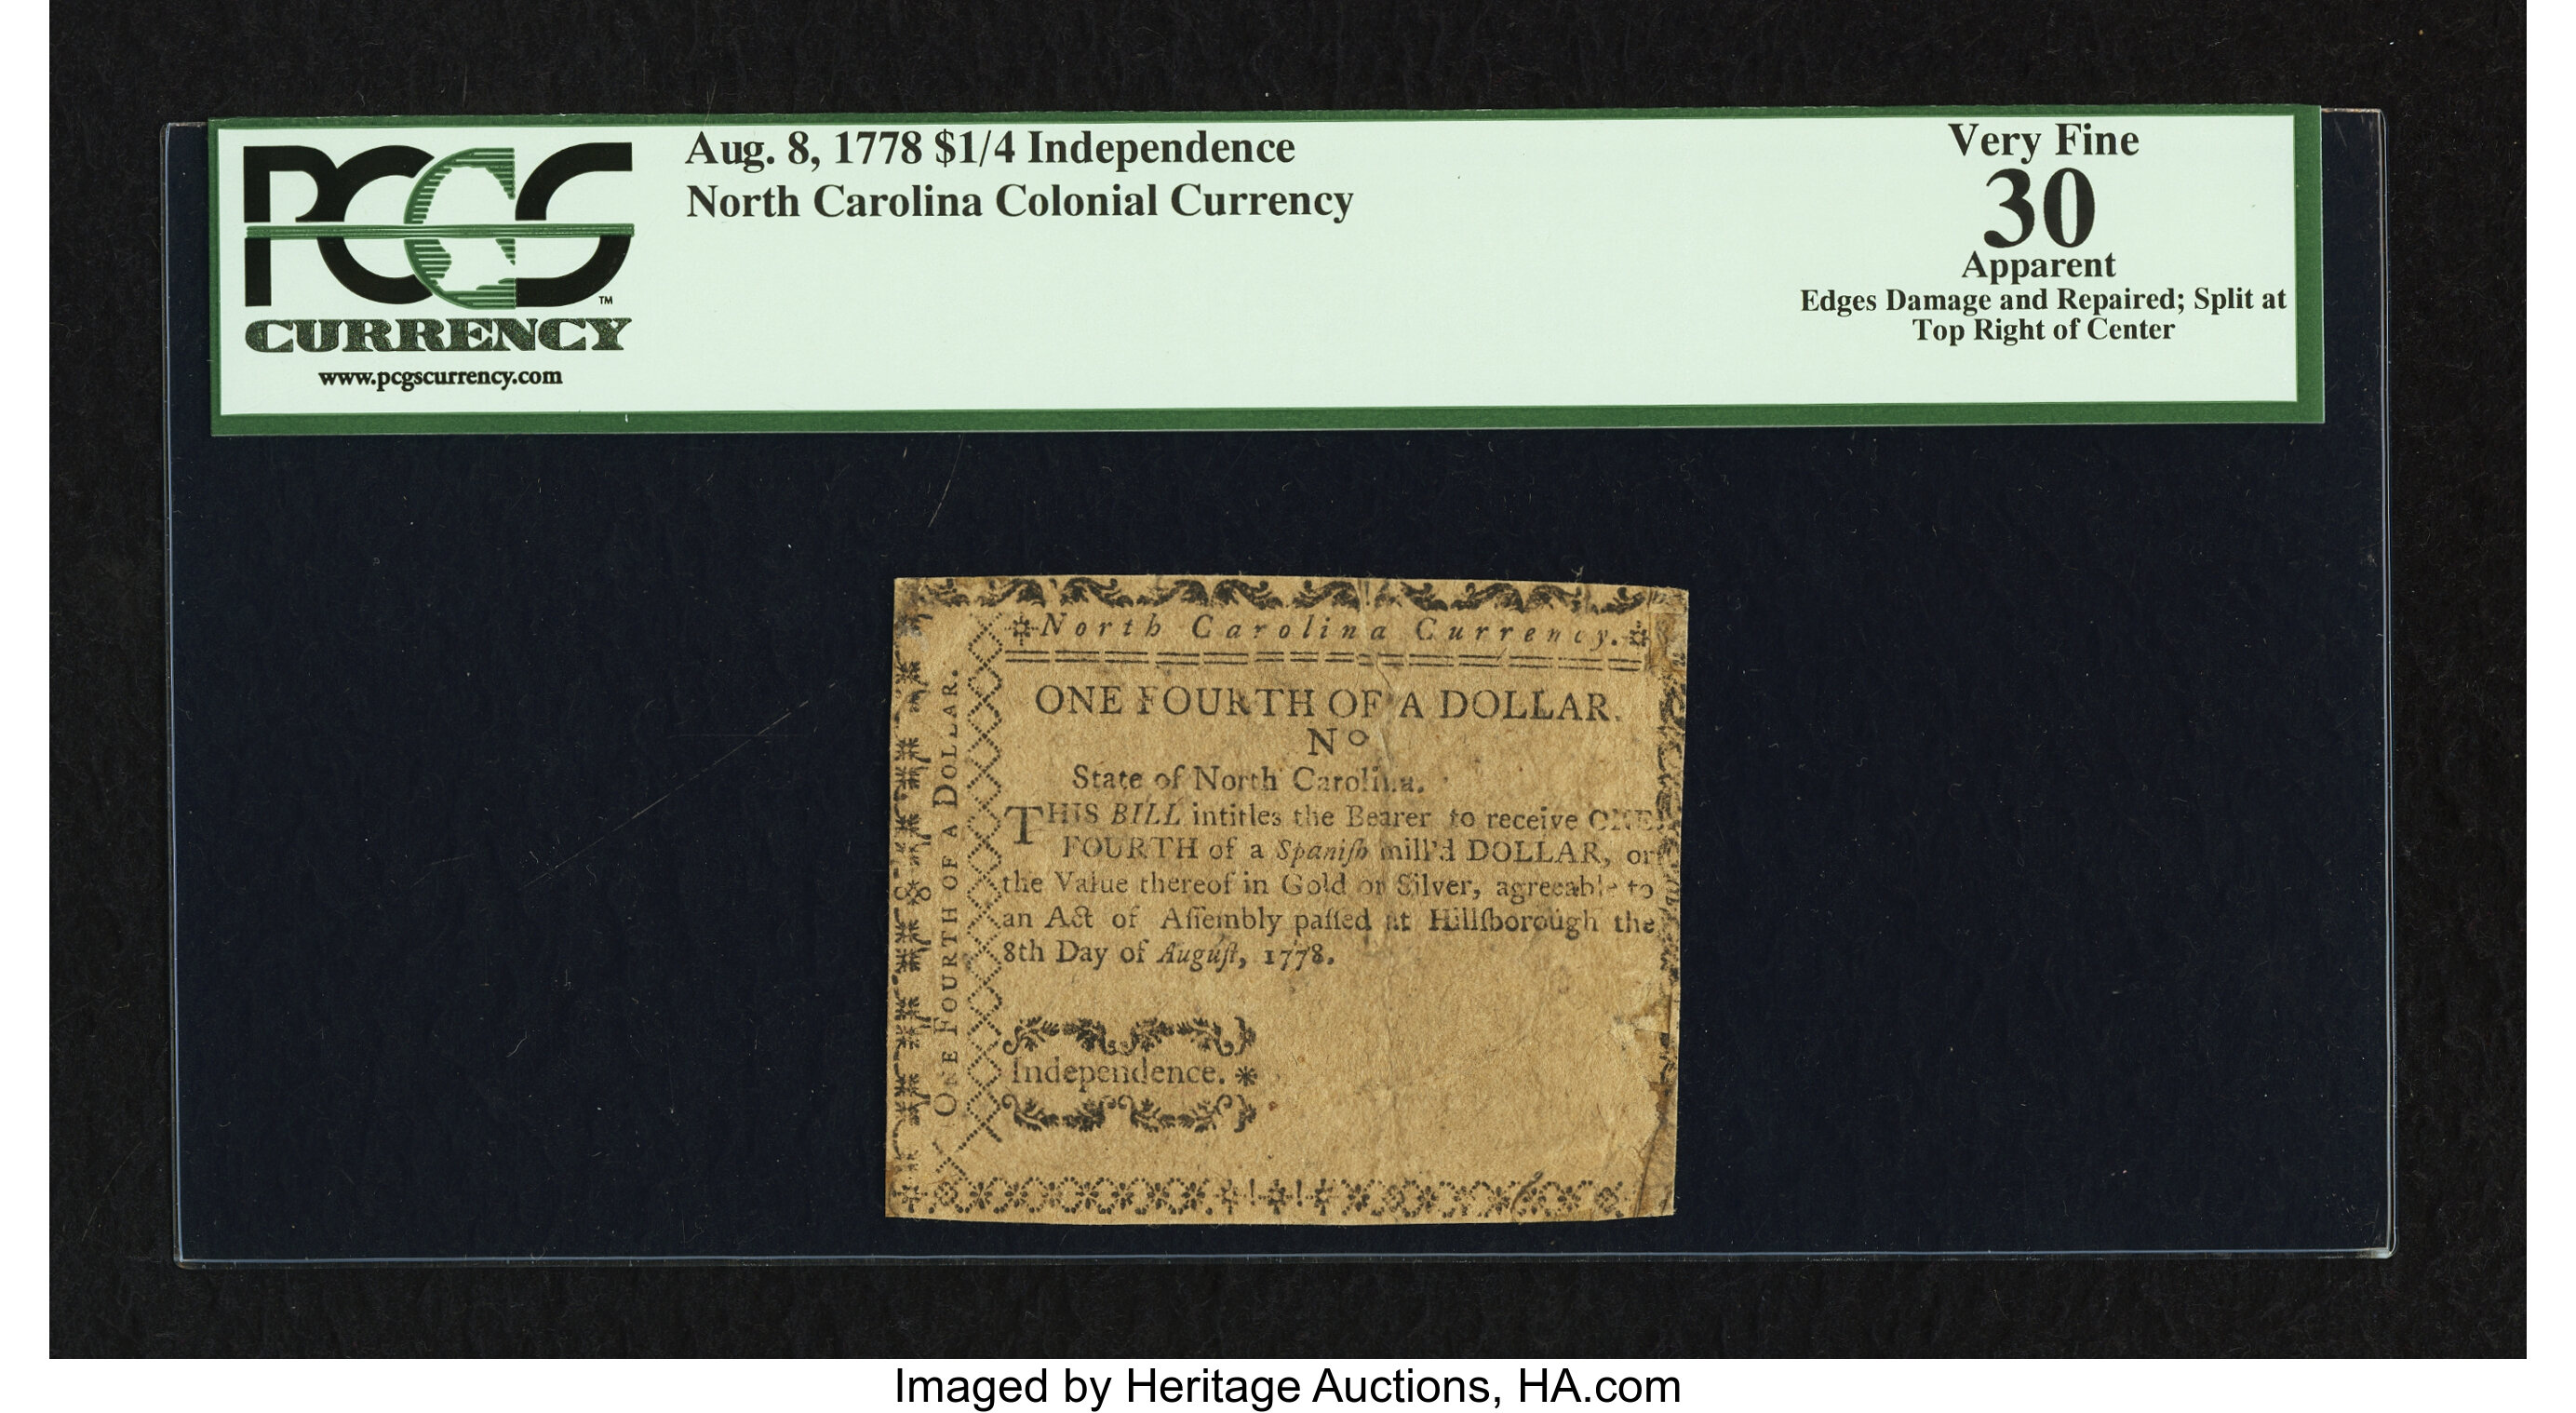 PCGS
CURRENCY
www.pcgscurrency.com
TM
Aug. 8, 1778 $1/4 Independence
North Carolina Colonial Currency
Very Fine
30
Apparent
Edges Damage and Repaired; Split at
Top Right of Center
North Carolina Currency.
ONE FOURTH OF A DOLLAR.
No
State of North Carolina.
THIS BILL intitles the Bearer to receive ONE
FOURTH of a Spaniſh mill'd DOLLAR, or
the Value thereof in Gold or Silver, agreeable to
an Act of Aſſembly paſſed at Hillſborough the
8th Day of Auguſt, 1778.
Independence.
ONE FOURTH OF A DOLLAR.
Imaged by Heritage Auctions, HA.com